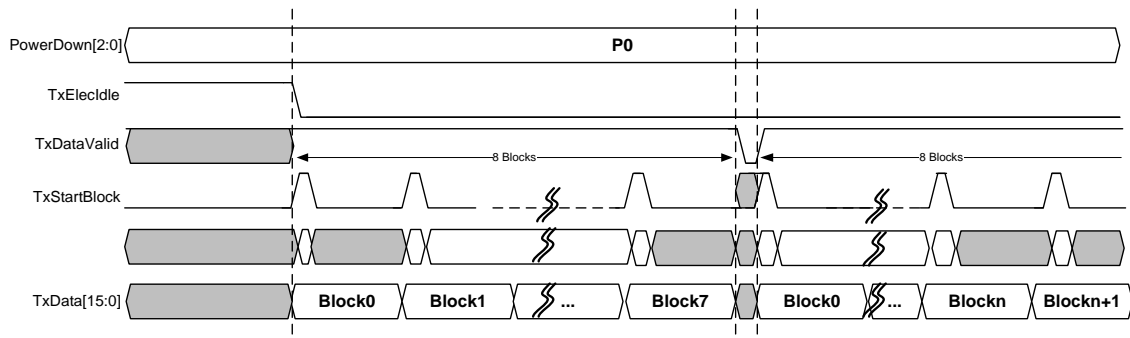 PowerDown[2:0]
P0
TxElecIdle
TxDataValid
8 Blocks
8 Blocks
TxStartBlock
TxData[15:0]
Block0
Block1
...
Block7
Block0
...
Blockn
Blockn+1